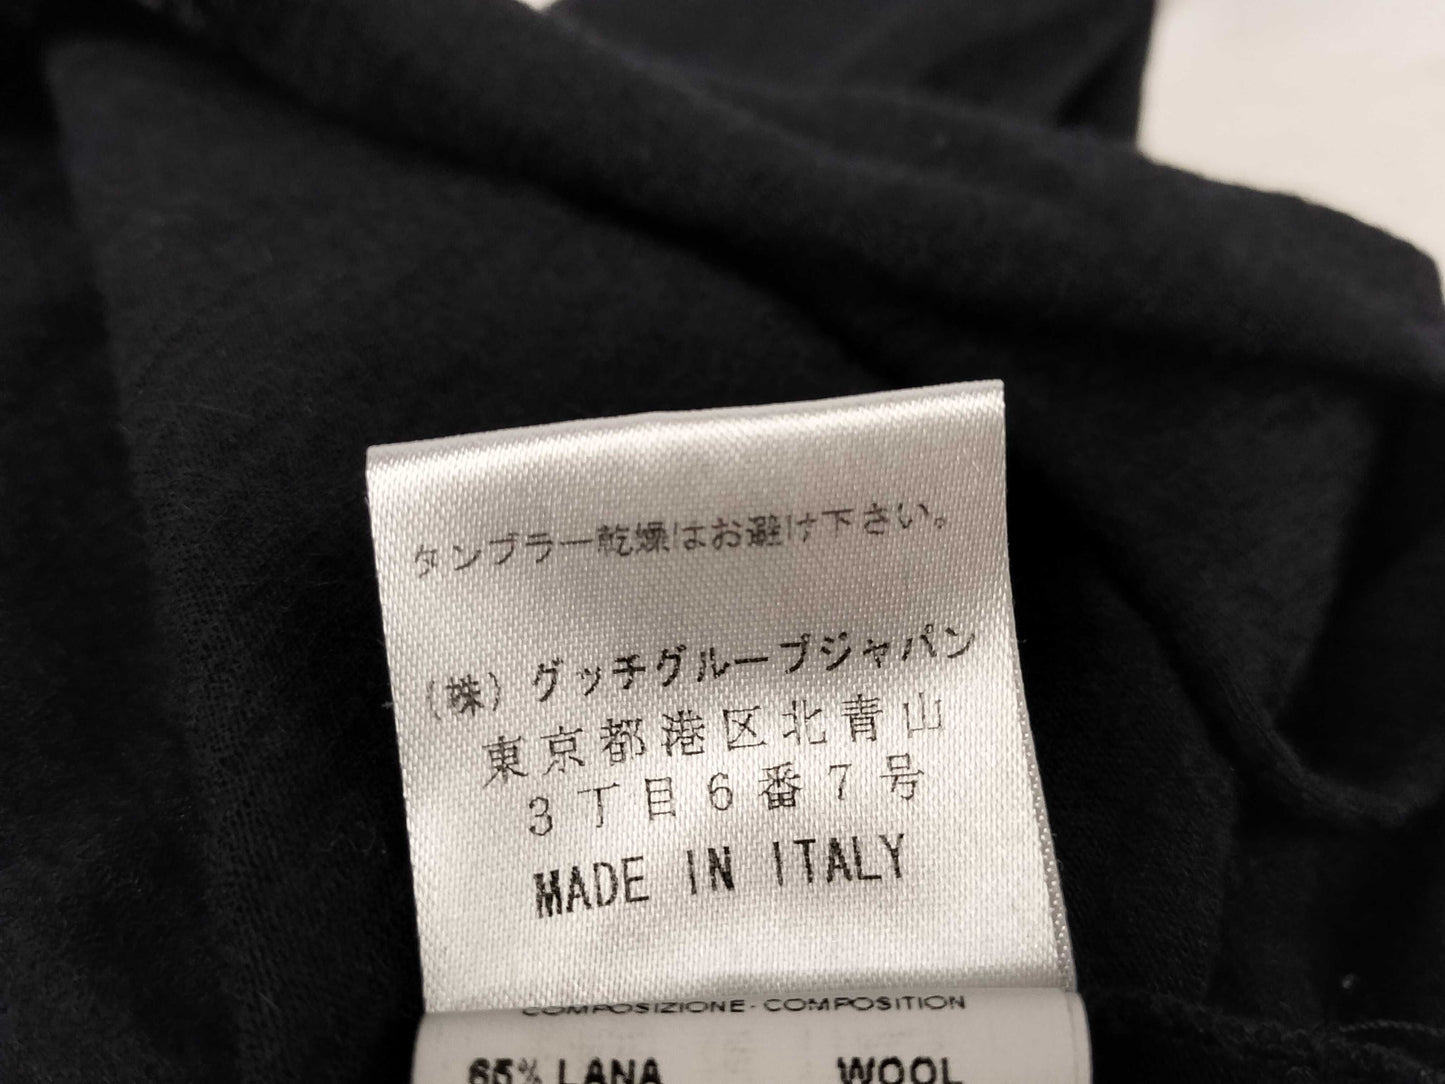 タンブラー乾燥はお避け下さい。
(株)グッチグループジャパン
東京都港区北青山
3丁目6番7号
MADE IN ITALY
COMPOSIZIONE·COMPOSITION
65% LANA WOOL